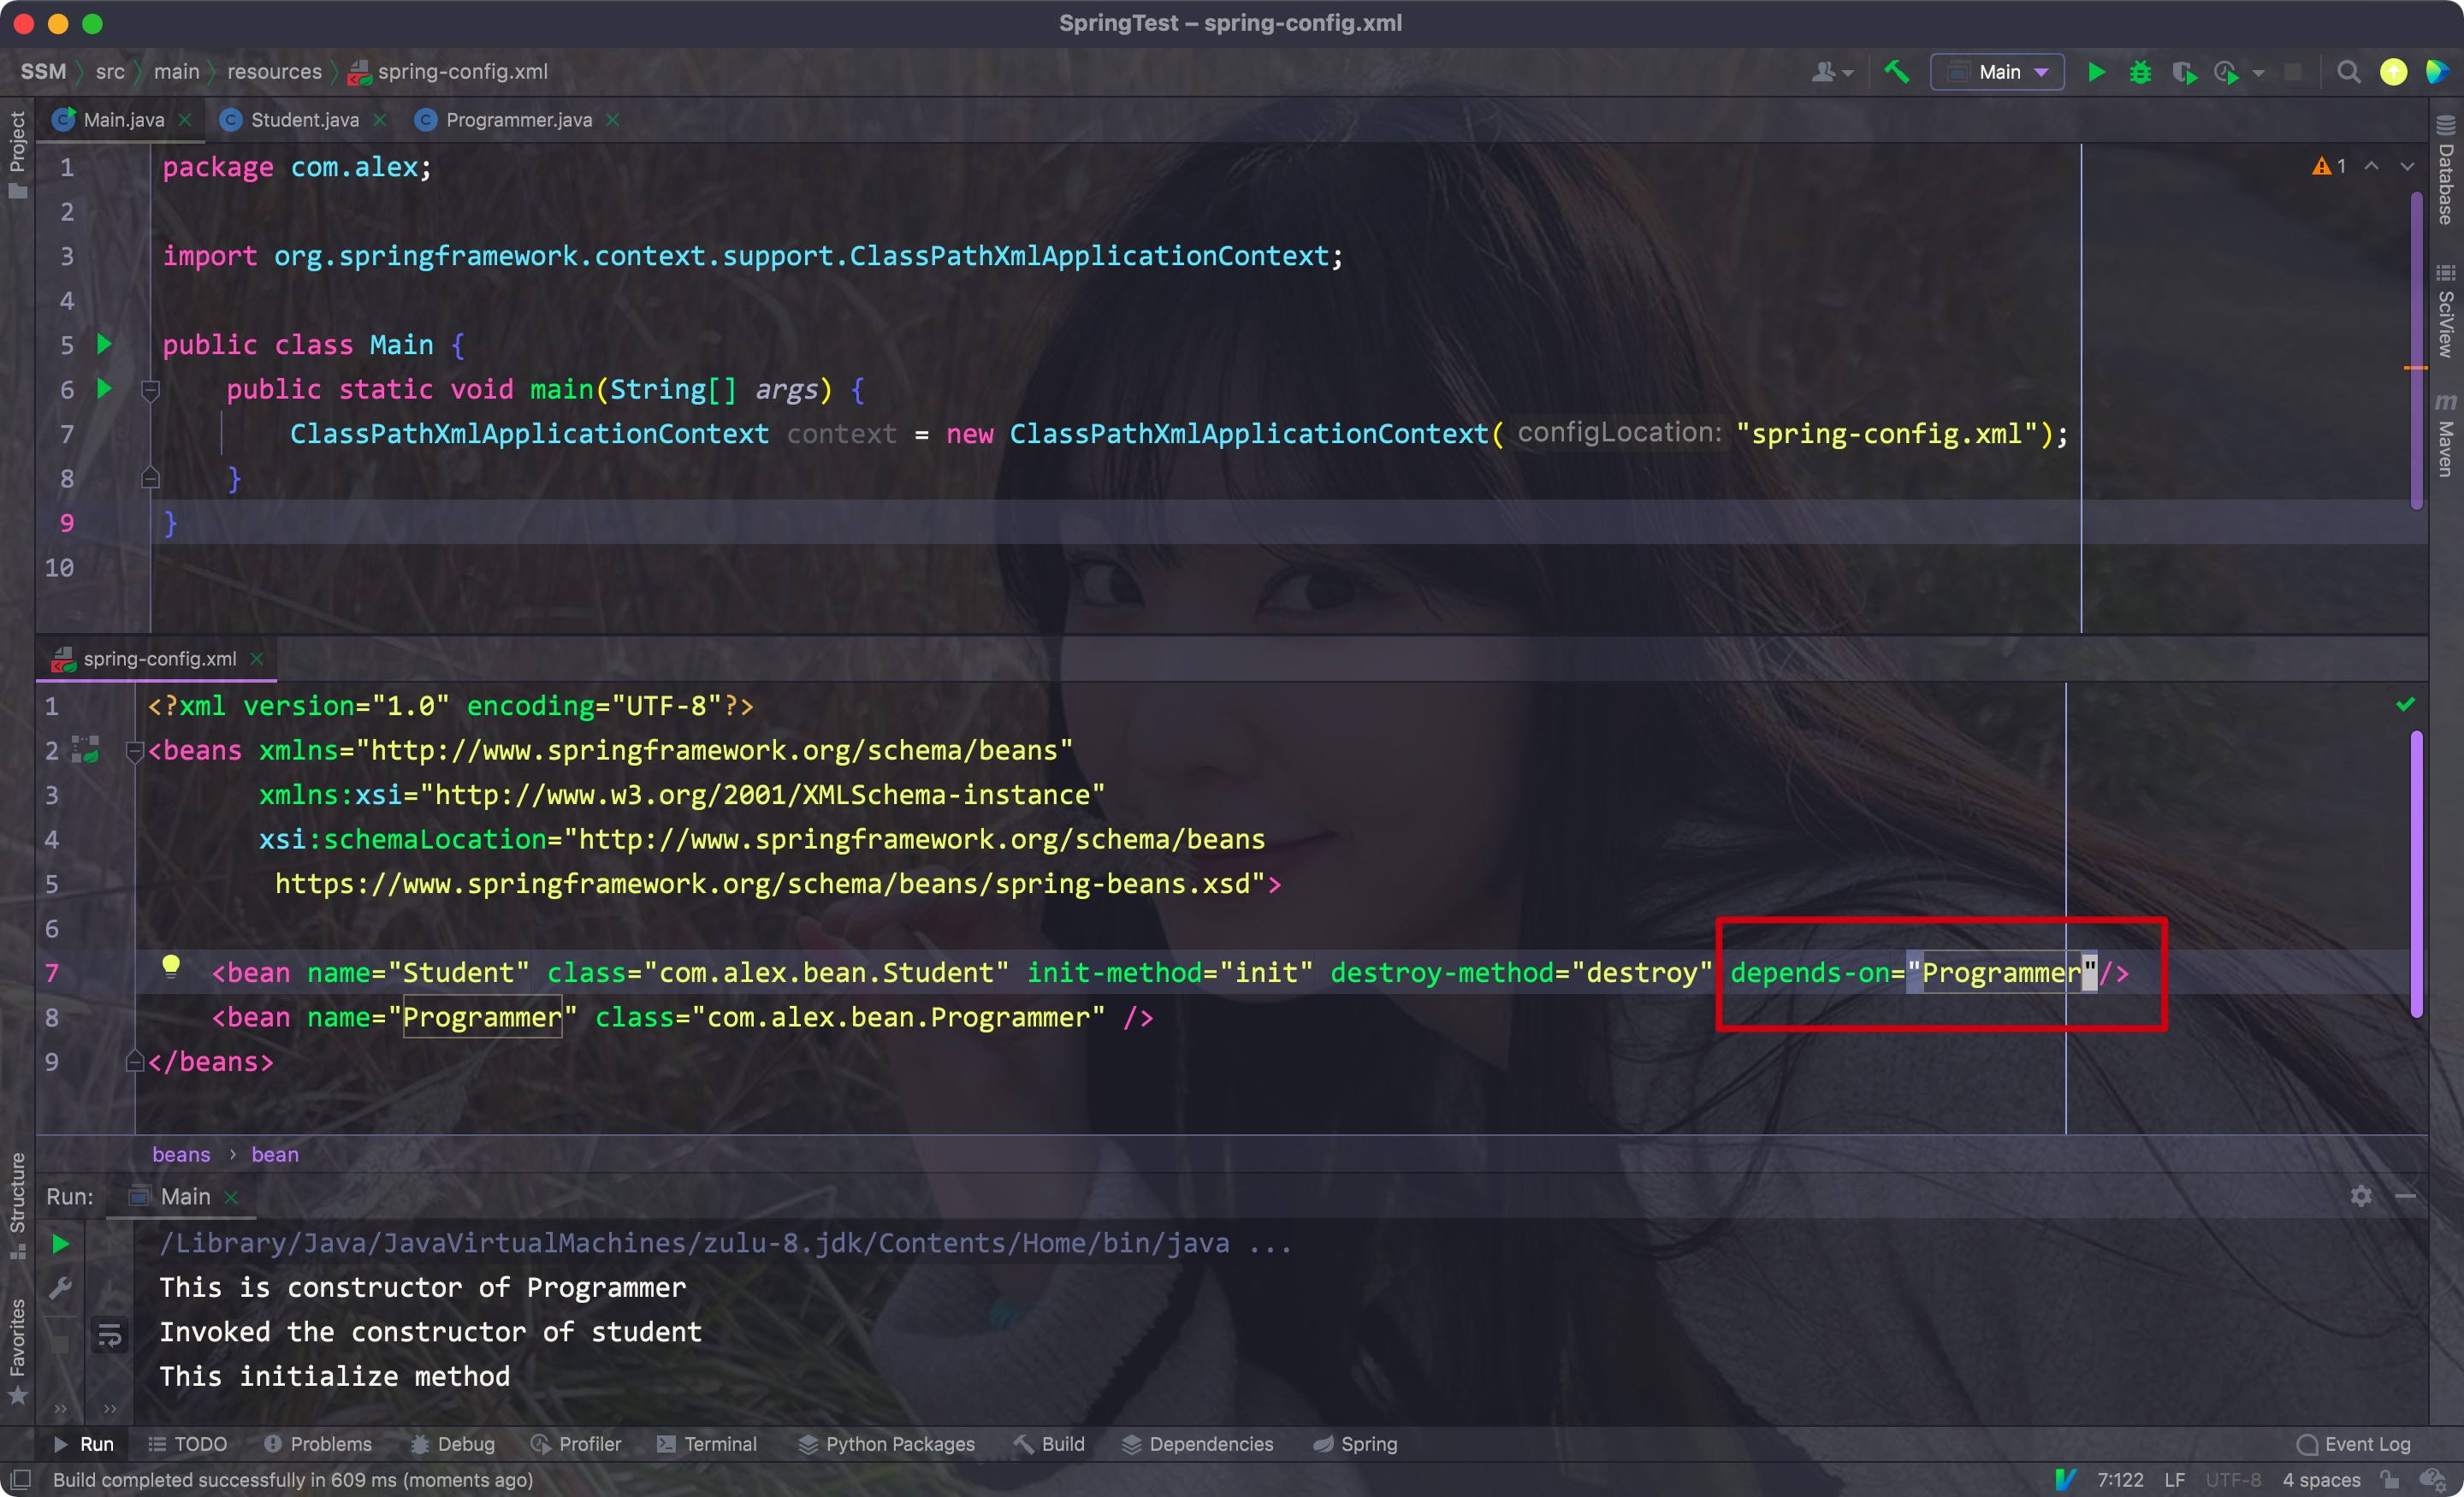 SpringTest – spring-config.xml
SSM src main resources spring-config.xml
Main
Main.java Student.java Programmer.java
Project
Database
SciView
m Maven
1
1 package com.alex;
2
3 import org.springframework.context.support.ClassPathXmlApplicationContext;
4
5 public class Main {
6 public static void main(String[] args) {
7 ClassPathXmlApplicationContext context = new ClassPathXmlApplicationContext( configLocation: "spring-config.xml");
8 }
9 }
10
spring-config.xml
1 <?xml version="1.0" encoding="UTF-8"?>
2 <beans xmlns="http://www.springframework.org/schema/beans"
3 xmlns:xsi="http://www.w3.org/2001/XMLSchema-instance"
4 xsi:schemaLocation="http://www.springframework.org/schema/beans
5 https://www.springframework.org/schema/beans/spring-beans.xsd">
6
7 <bean name="Student" class="com.alex.bean.Student" init-method="init" destroy-method="destroy" depends-on="Programmer"/>
8 <bean name="Programmer" class="com.alex.bean.Programmer" />
9 </beans>
beans › bean
Structure
Favorites
Run: Main
/Library/Java/JavaVirtualMachines/zulu-8.jdk/Contents/Home/bin/java ...
This is constructor of Programmer
Invoked the constructor of student
This initialize method
Run TODO Problems Debug Profiler Terminal Python Packages Build Dependencies Spring Event Log
Build completed successfully in 609 ms (moments ago) 7:122 LF UTF-8 4 spaces